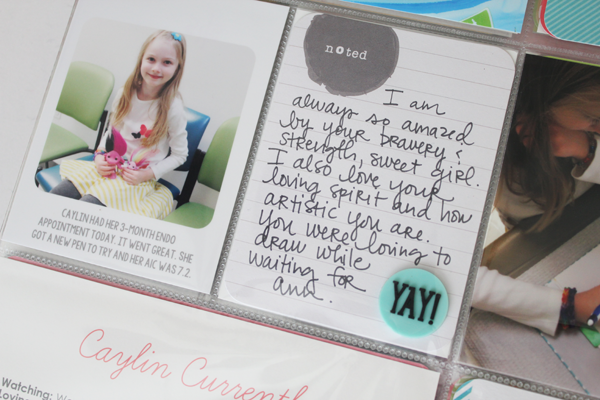 CAYLIN HAD HER 3-MONTH ENDO
APPOINTMENT TODAY. IT WENT GREAT. SHE
GOT A NEW PEN TO TRY AND HER A1C WAS 7.2.
noted
I am
always so amazed
by your bravery &
strength, sweet girl.
I also love your
loving spirit and how
artistic you are.
You were loving to
draw while
waiting for
Ann.
YAY!
Caylin Currently
Watching:
Loving